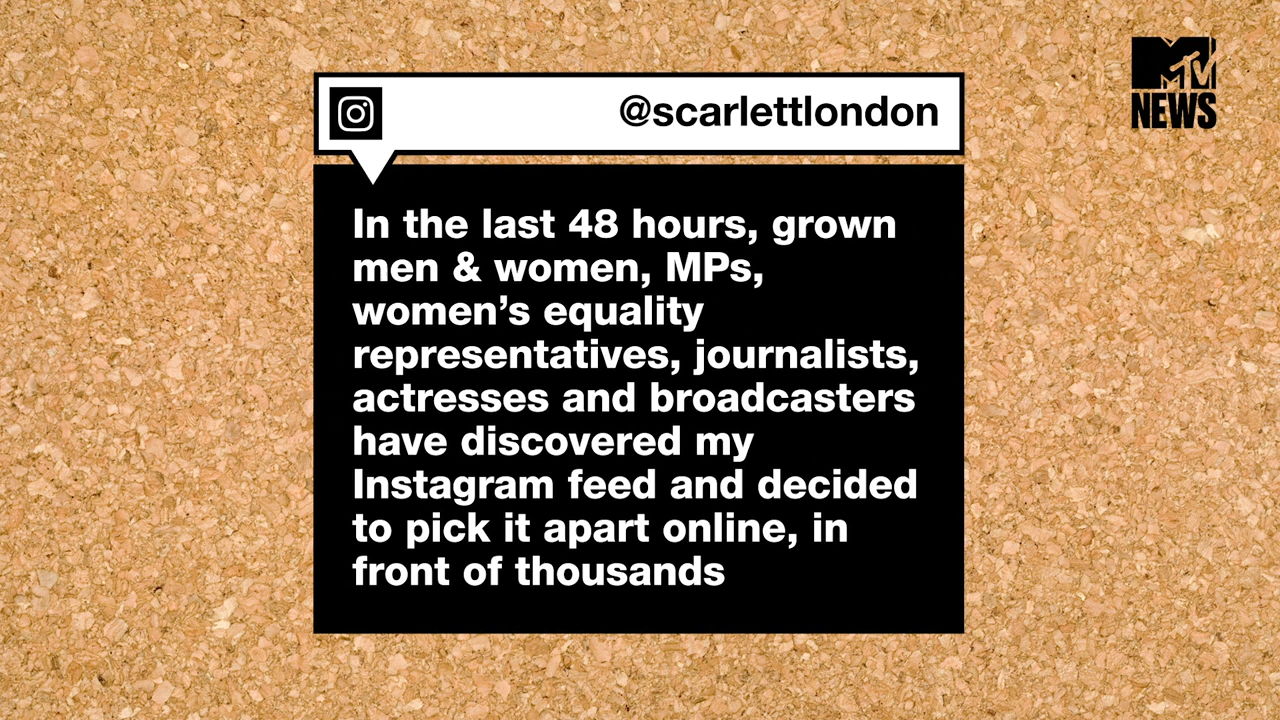 MTV
NEWS
@scarlettlondon
In the last 48 hours, grown
men & women, MPs,
women’s equality
representatives, journalists,
actresses and broadcasters
have discovered my
Instagram feed and decided
to pick it apart online, in
front of thousands